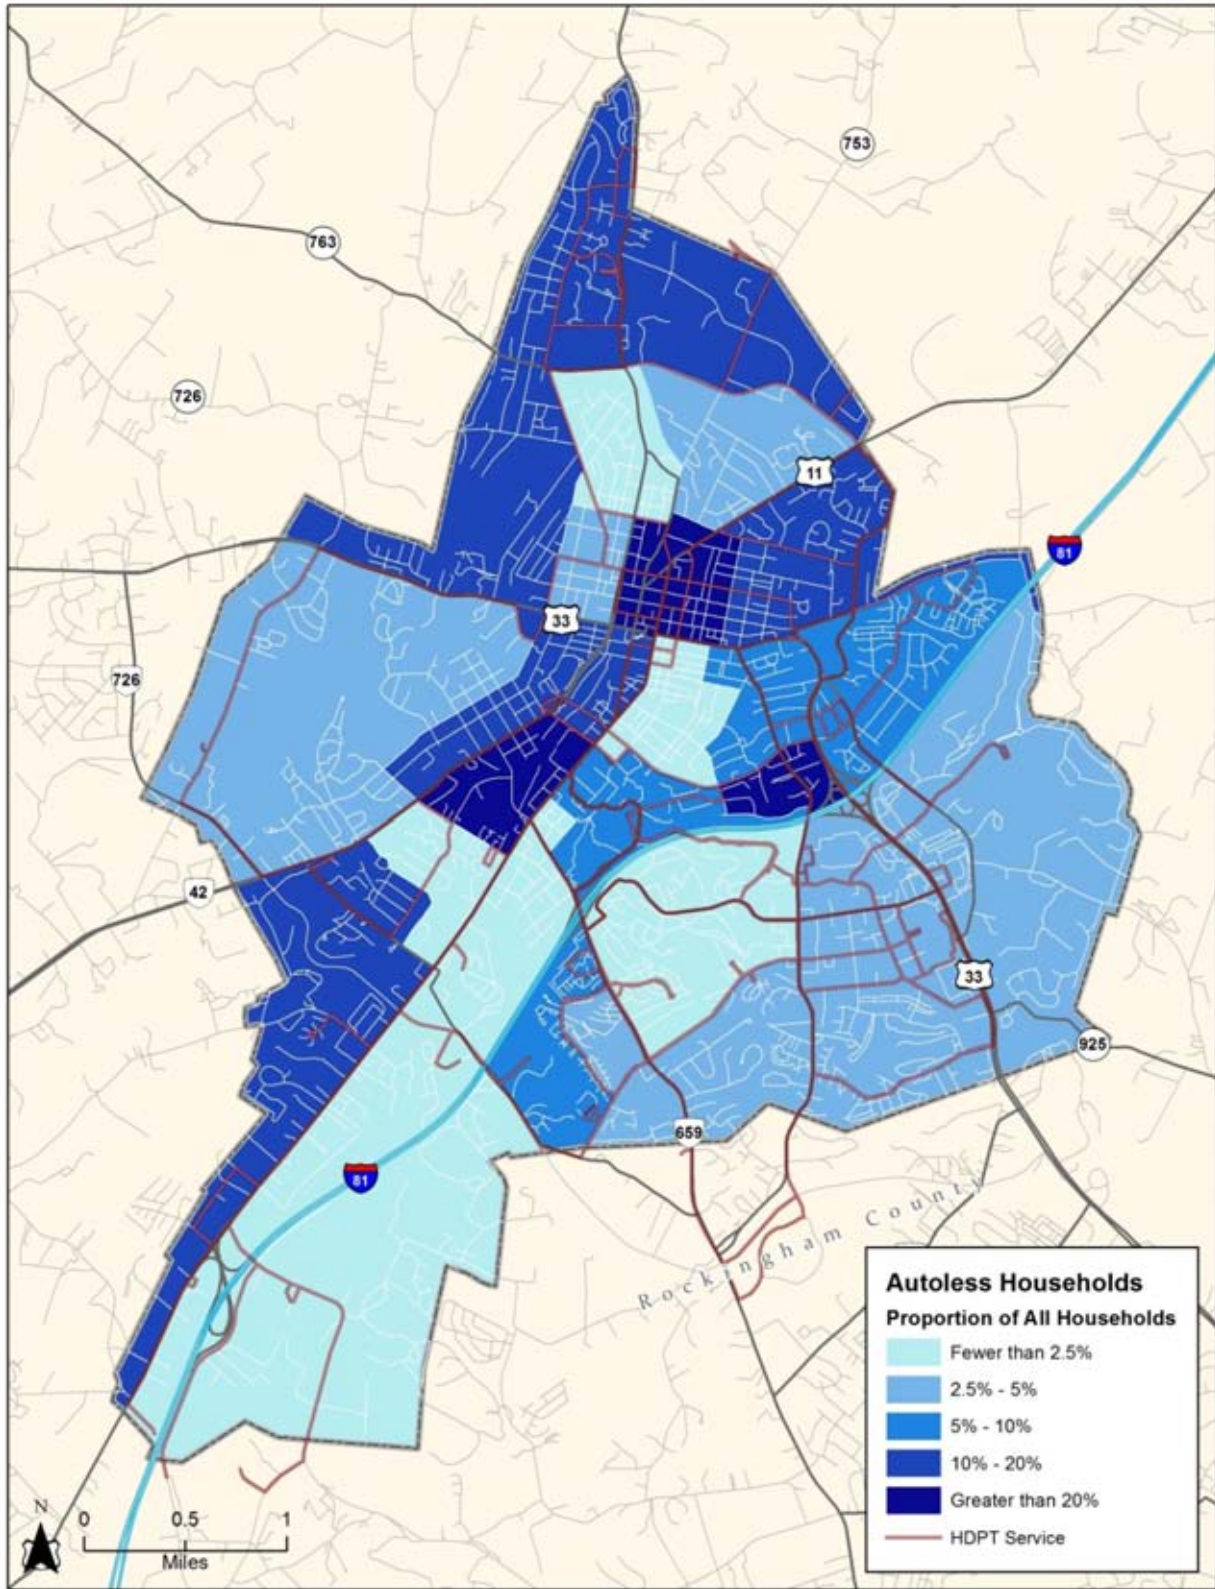 753
763
726
11
81
33
726
42
33
925
659
81
Rockingham County
Autoless Households
Proportion of All Households
Fewer than 2.5%
2.5% - 5%
5% - 10%
10% - 20%
Greater than 20%
HDPT Service
N
0 0.5 1
Miles